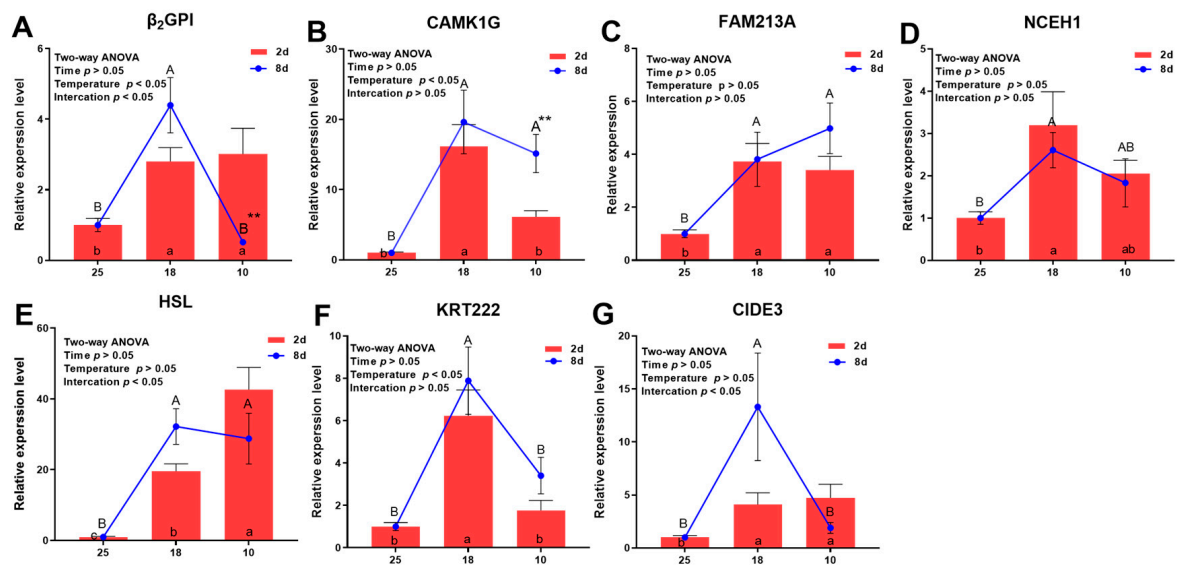 A
β₂GPI
Relative experssion level
Two-way ANOVA
Time p > 0.05
Temperature p < 0.05
Intercation p < 0.05
2d
8d
6
4
2
0
B
A
B**
b
a
a
25
18
10
B
CAMK1G
Relative experssion level
Two-way ANOVA
Time p > 0.05
Temperature p < 0.05
Intercation p > 0.05
2d
8d
30
20
10
0
B
A
A**
b
a
b
25
18
10
C
FAM213A
Relative experssion
Two-way ANOVA
Time p > 0.05
Temperature p > 0.05
Intercation p > 0.05
2d
8d
8
6
4
2
0
B
A
A
b
a
a
25
18
10
D
NCEH1
Relative experssion level
Two-way ANOVA
Time p > 0.05
Temperature p > 0.05
Intercation p > 0.05
2d
8d
5
4
3
2
1
0
B
A
AB
b
a
ab
25
18
10
E
HSL
Relative experssion level
Two-way ANOVA
Time p > 0.05
Temperature p > 0.05
Intercation p < 0.05
2d
8d
60
40
20
0
B
A
A
c
b
a
25
18
10
F
KRT222
Relative experssion level
Two-way ANOVA
Time p > 0.05
Temperature p < 0.05
Intercation p > 0.05
2d
8d
10
8
6
4
2
0
B
A
B
b
a
b
25
18
10
G
CIDE3
Relative experssion level
Two-way ANOVA
Time p > 0.05
Temperature p > 0.05
Intercation p < 0.05
2d
8d
20
15
10
5
0
B
A
B
b
a
a
25
18
10